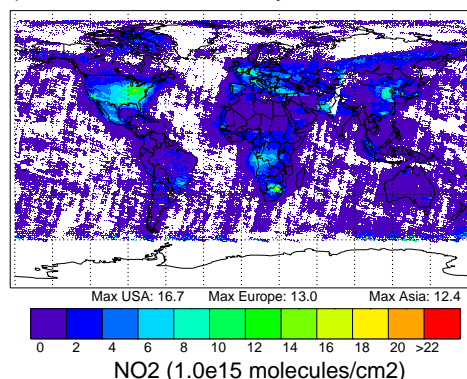 Max USA: 16.7 Max Europe: 13.0 Max Asia: 12.4
0 2 4 6 8 10 12 14 16 18 20 >22
NO2 (1.0e15 molecules/cm2)